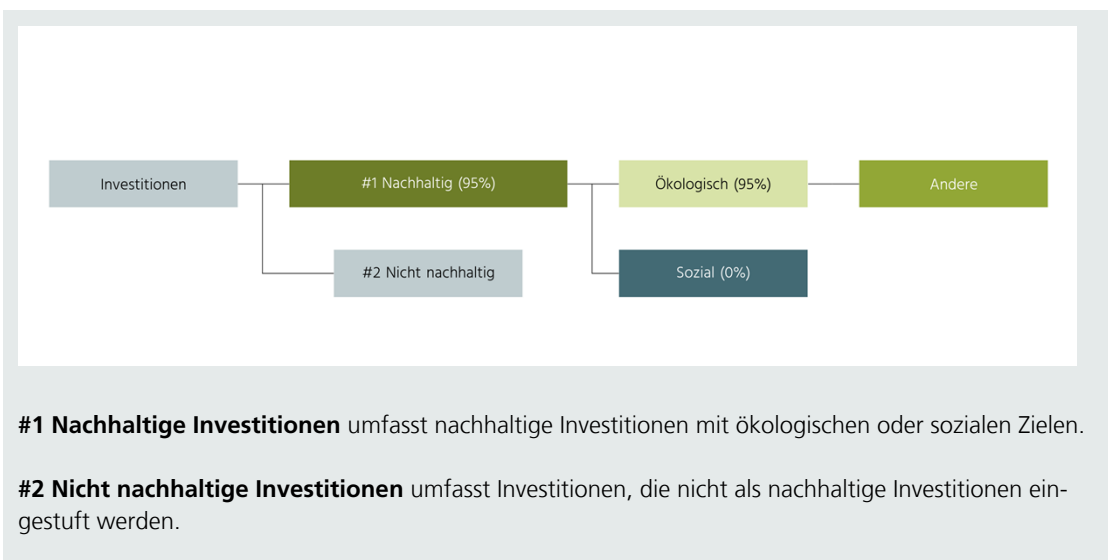 Investitionen
#1 Nachhaltig (95%)
Ökologisch (95%)
Andere
#2 Nicht nachhaltig
Sozial (0%)
#1 Nachhaltige Investitionen umfasst nachhaltige Investitionen mit ökologischen oder sozialen Zielen.
#2 Nicht nachhaltige Investitionen umfasst Investitionen, die nicht als nachhaltige Investitionen ein-
gestuft werden.